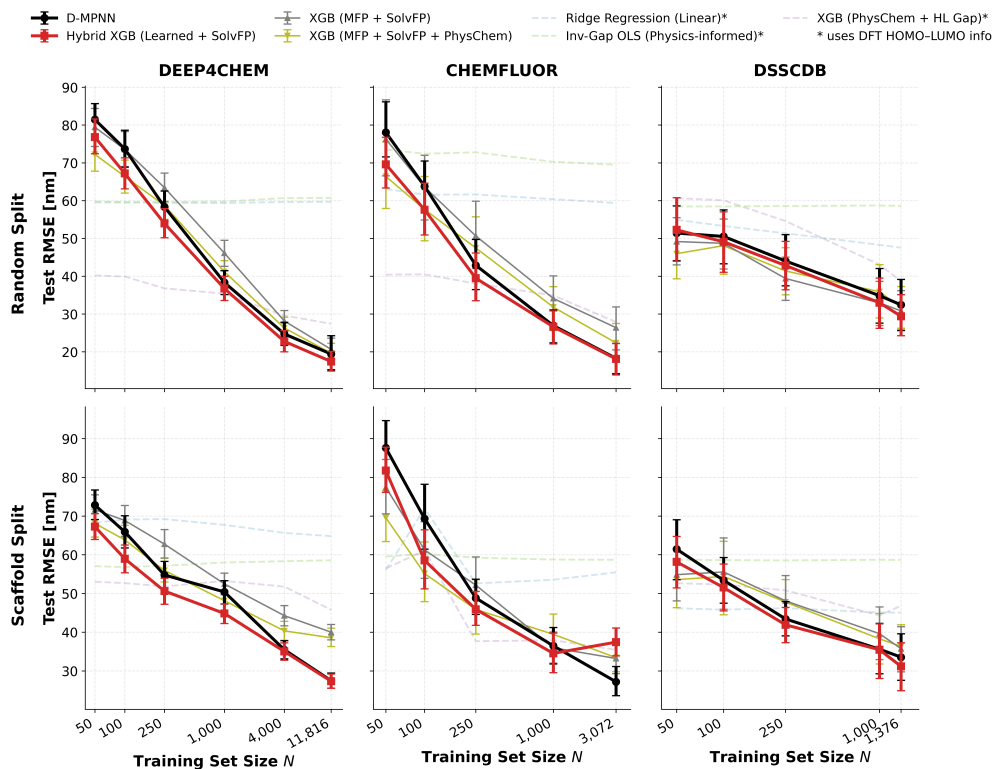 D-MPNN
Hybrid XGB (Learned + SolvFP)
XGB (MFP + SolvFP)
XGB (MFP + SolvFP + PhysChem)
Ridge Regression (Linear)*
Inv-Gap OLS (Physics-informed)*
XGB (PhysChem + HL Gap)*
* uses DFT HOMO–LUMO info
DEEP4CHEM
CHEMFLUOR
DSSCDB
Random Split
Test RMSE [nm]
90
80
70
60
50
40
30
20
Scaffold Split
Test RMSE [nm]
90
80
70
60
50
40
30
50
100
250
1,000
4,000
11,816
50
100
250
1,000
3,072
50
100
250
1,000
1,376
Training Set Size N
Training Set Size N
Training Set Size N